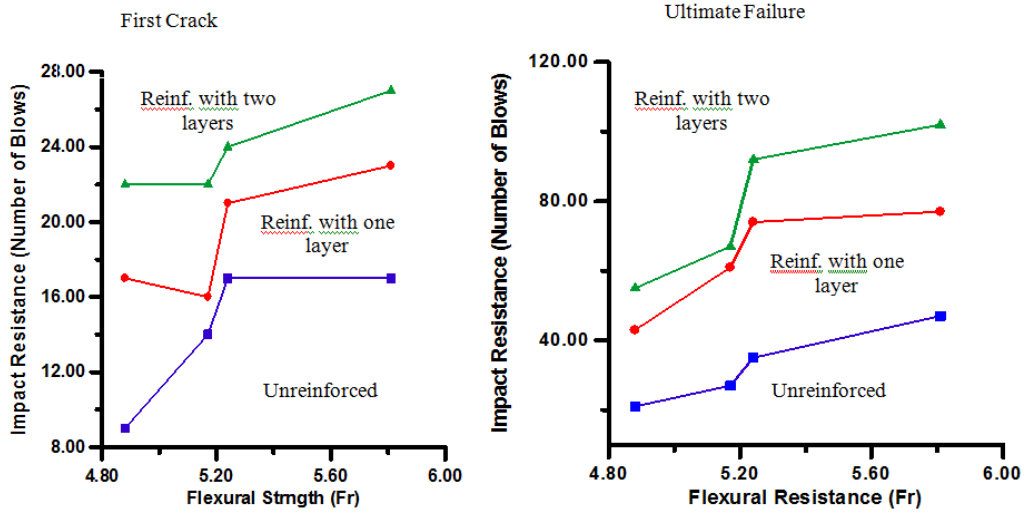 First Crack
Impact Resistance (Number of Blows)
28.00
24.00
20.00
16.00
12.00
8.00
Reinf. with two
layers
Reinf. with one
layer
Unreinforced
4.80
5.20
5.60
6.00
Flexural Strngth (Fr)
Ultimate Failure
Impact Resistance (Number of Blows)
120.00
80.00
40.00
Reinf. with two
layers
Reinf. with one
layer
Unreinforced
4.80
5.20
5.60
6.00
Flexural Resistance (Fr)